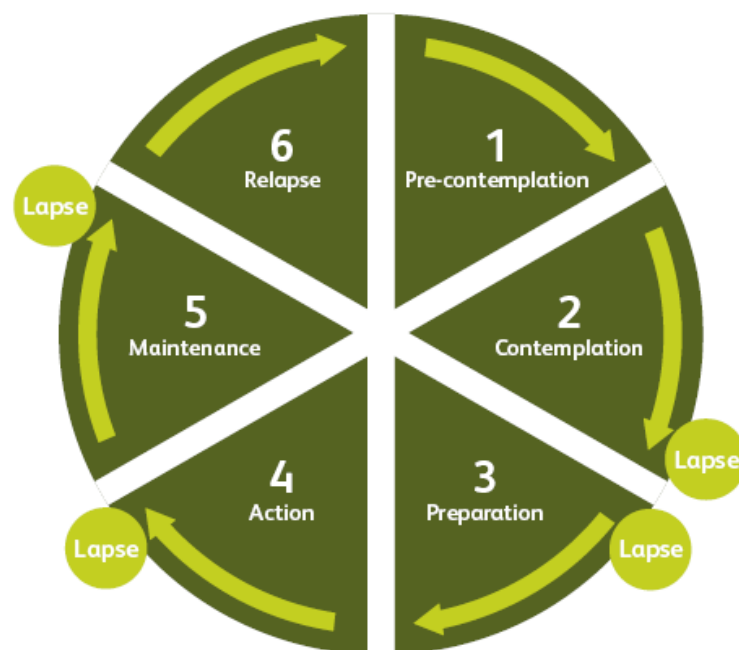 1
Pre-contemplation
2
Contemplation
Lapse
3
Preparation
Lapse
4
Action
Lapse
5
Maintenance
Lapse
6
Relapse